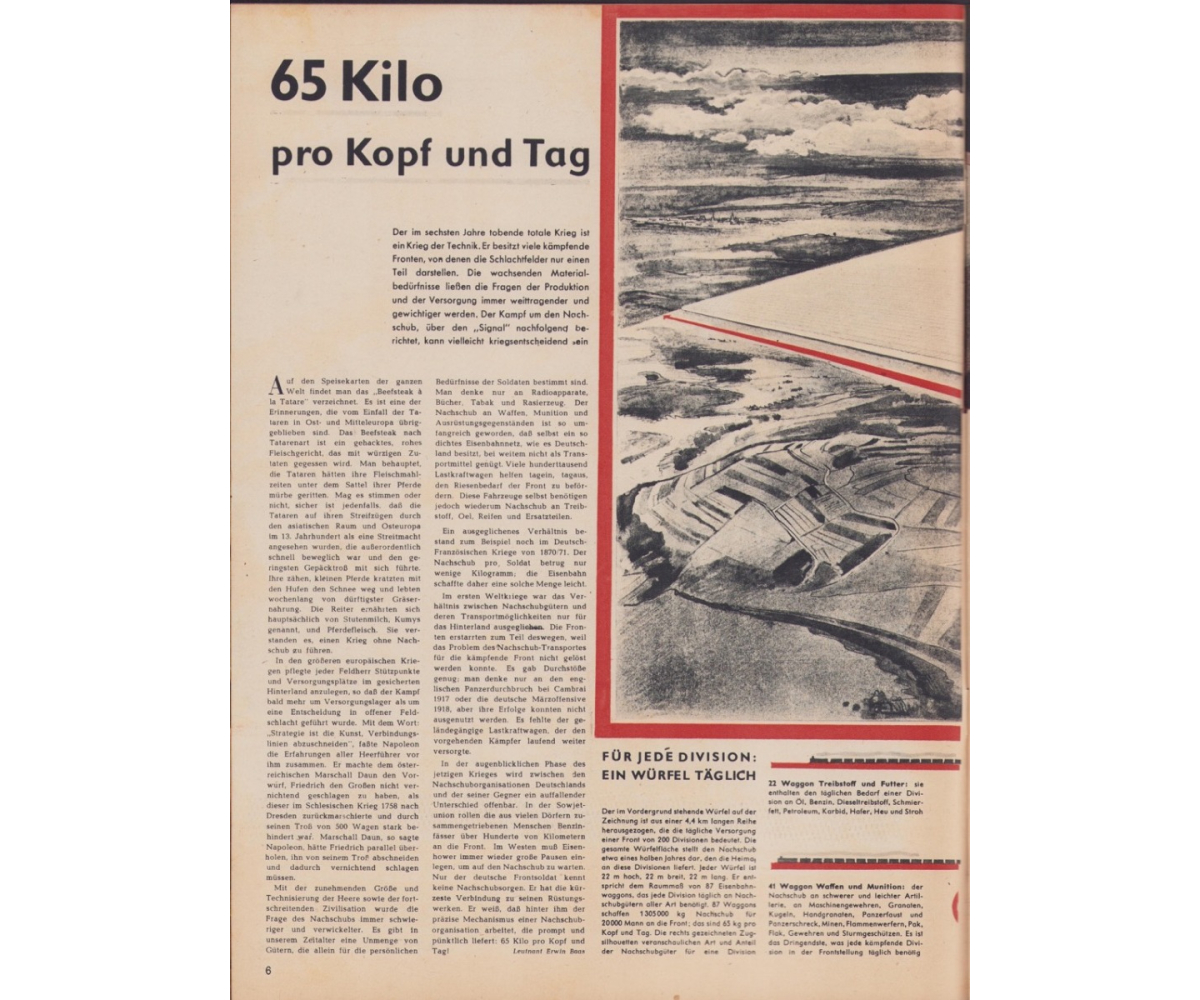 65 Kilo
pro Kopf und Tag
Der im sechsten Jahre tobende totale Krieg ist
ein Krieg der Technik. Er besitzt viele kämpfende
Fronten, von denen die Schlachtfelder nur einen
Teil darstellen. Die wachsenden Material-
bedürfnisse ließen die Fragen der Produktion
und der Versorgung immer weittragender und
gewichtiger werden. Der Kampf um den Nach-
schub, über den „Signal" nachfolgend be-
richtet, kann vielleicht kriegsentscheidend sein
Auf den Speisekarten der ganzen
Welt findet man das „Beefsteak à
la Tatare" verzeichnet. Es ist eine der
Erinnerungen, die vom Einfall der Ta-
taren in Ost- und Mitteleuropa übrig-
geblieben sind. Das Beefsteak nach
Tatarenart ist ein gehacktes, rohes
Fleischgericht, das mit würzigen Zu-
taten gegessen wird. Man behauptet,
die Tataren hätten ihre Fleischmahl-
zeiten unter dem Sattel ihrer Pferde
mürbe geritten. Mag es stimmen oder
nicht, sicher ist jedenfalls, daß die
Tataren auf ihren Streifzügen durch
den asiatischen Raum und Osteuropa
im 13. Jahrhundert als eine Streitmacht
angesehen wurden, die außerordentlich
schnell beweglich war und den ge-
ringsten Gepäcktroß mit sich führte.
Ihre zähen, kleinen Pferde kratzten mit
den Hufen den Schnee weg und lebten
wochenlang von dürftigster Gräser-
nahrung. Die Reiter ernährten sich
hauptsächlich von Stutenmilch, Kumys
genannt, und Pferdefleisch. Sie ver-
standen es, einen Krieg ohne Nach-
schub zu führen.
In den größeren europäischen Krie-
gen pflegte jeder Feldherr Stützpunkte
und Versorgungsplätze im gesicherten
Hinterland anzulegen, so daß der Kampf
bald mehr um Versorgungslager als um
eine Entscheidung in offener Feld-
schlacht geführt wurde. Mit dem Wort:
„Strategie ist die Kunst, Verbindungs-
linien abzuschneiden", faßte Napoleon
die Erfahrungen aller Heerführer vor
ihm zusammen. Er machte dem öster-
reichischen Marschall Daun den Vor-
wurf, Friedrich den Großen nicht ver-
nichtend geschlagen zu haben, als
dieser im Schlesischen Krieg 1758 nach
Dresden zurückmarschierte und durch
seinen Troß von 500 Wagen stark be-
hindert war. Marschall Daun, so sagte
Napoleon, hätte Friedrich parallel über-
holen, ihn von seinem Troß abschneiden
und dadurch vernichtend schlagen
müssen.
Mit der zunehmenden Größe und
Technisierung der Heere sowie der fort-
schreitenden Zivilisation wurde die
Frage des Nachschubs immer schwie-
riger und verwickelter. Es gibt in
unserem Zeitalter eine Unmenge von
Gütern, die allein für die persönlichen
Bedürfnisse der Soldaten bestimmt sind.
Man denke nur an Radioapparate,
Bücher, Tabak und Rasierzeug. Der
Nachschub an Waffen, Munition und
Ausrüstungsgegenständen ist so um-
fangreich geworden, daß selbst ein so
dichtes Eisenbahnnetz, wie es Deutsch-
land besitzt, bei weitem nicht als Trans-
portmittel genügt. Viele hunderttausend
Lastkraftwagen helfen tagein, tagaus,
den Riesenbedarf der Front zu beför-
dern. Diese Fahrzeuge selbst benötigen
jedoch wiederum Nachschub an Treib-
stoff, Oel, Reifen und Ersatzteilen.
Ein ausgeglichenes Verhältnis be-
stand zum Beispiel noch im Deutsch-
Französischen Kriege von 1870/71. Der
Nachschub pro Soldat betrug nur
wenige Kilogramm; die Eisenbahn
schaffte daher eine solche Menge leicht.
Im ersten Weltkriege war das Ver-
hältnis zwischen Nachschubgütern und
deren Transportmöglichkeiten nur für
das Hinterland ausgeglichen. Die Fron-
ten erstarrten zum Teil deswegen, weil
das Problem des Nachschub-Transportes
für die kämpfende Front nicht gelöst
werden konnte. Es gab Durchstöße
genug; man denke nur an den eng-
lischen Panzerdurchbruch bei Cambrai
1917 oder die deutsche Märzoffensive
1918, aber ihre Erfolge konnten nicht
ausgenutzt werden. Es fehlte der ge-
ländegängige Lastkraftwagen, der den
vorgehenden Kämpfer laufend weiter
versorgte.
In der augenblicklichen Phase des
jetzigen Krieges wird zwischen den
Nachschuborganisationen Deutschlands
und der seiner Gegner ein auffallender
Unterschied offenbar. In der Sowjet-
union rollen die aus vielen Dörfern zu-
sammengetriebenen Menschen Benzin-
fässer über Hunderte von Kilometern
an die Front. Im Westen muß Eisen-
hower immer wieder große Pausen ein-
legen, um auf den Nachschub zu warten.
Nur der deutsche Frontsoldat kennt
keine Nachschubsorgen. Er hat die kür-
zeste Verbindung zu seinen Rüstungs-
werken. Er weiß, daß hinter ihm der
präzise Mechanismus einer Nachschub-
organisation arbeitet, die prompt und
pünktlich liefert: 65 Kilo pro Kopf und
Tag! Leutnant Erwin Baas
FÜR JEDE DIVISION:
EIN WÜRFEL TÄGLICH
Der im Vordergrund stehende Würfel auf der
Zeichnung ist aus einer 4,4 km langen Reihe
herausgezogen, die die tägliche Versorgung
einer Front von 200 Divisionen bedeutet. Die
gesamte Würfelfläche stellt den Nachschub
etwa eines halben Jahres dar, den die Heimat
an diese Divisionen liefert. Jeder Würfel ist
22 m hoch, 22 m breit, 22 m lang. Er ent-
spricht dem Raummaß von 87 Eisenbahn-
waggons, das jede Division täglich an Nach-
schubgütern aller Art benötigt. 87 Waggons
schaffen 1305000 kg Nachschub für
20000 Mann an die Front; das sind 65 kg pro
Kopf und Tag. Die rechts gezeichneten Zug-
silhouetten veranschaulichen Art und Anteil
der Nachschubgüter für eine Division
22 Waggon Treibstoff und Futter: sie
enthalten den täglichen Bedarf einer Divi-
sion an Öl, Benzin, Dieseltreibstoff, Schmier-
fett, Petroleum, Karbid, Hafer, Heu und Stroh
41 Waggon Waffen und Munition: der
Nachschub an schwerer und leichter Artil-
lerie, an Maschinengewehren, Granaten,
Kugeln, Handgranaten, Panzerfaust und
Panzerschreck, Minen, Flammenwerfern, Pak,
Flak, Gewehren und Sturmgeschützen. Es ist
das Dringendste, was jede kämpfende Divi-
sion in der Frontstellung täglich benötig
6